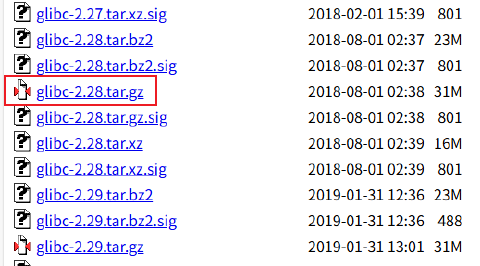 glibc-2.27.tar.xz.sig 2018-02-01 15:39 801
glibc-2.28.tar.bz2 2018-08-01 02:37 23M
glibc-2.28.tar.bz2.sig 2018-08-01 02:37 801
glibc-2.28.tar.gz 2018-08-01 02:38 31M
glibc-2.28.tar.gz.sig 2018-08-01 02:38 801
glibc-2.28.tar.xz 2018-08-01 02:39 16M
glibc-2.28.tar.xz.sig 2018-08-01 02:39 801
glibc-2.29.tar.bz2 2019-01-31 12:36 23M
glibc-2.29.tar.bz2.sig 2019-01-31 12:36 488
glibc-2.29.tar.gz 2019-01-31 13:01 31M